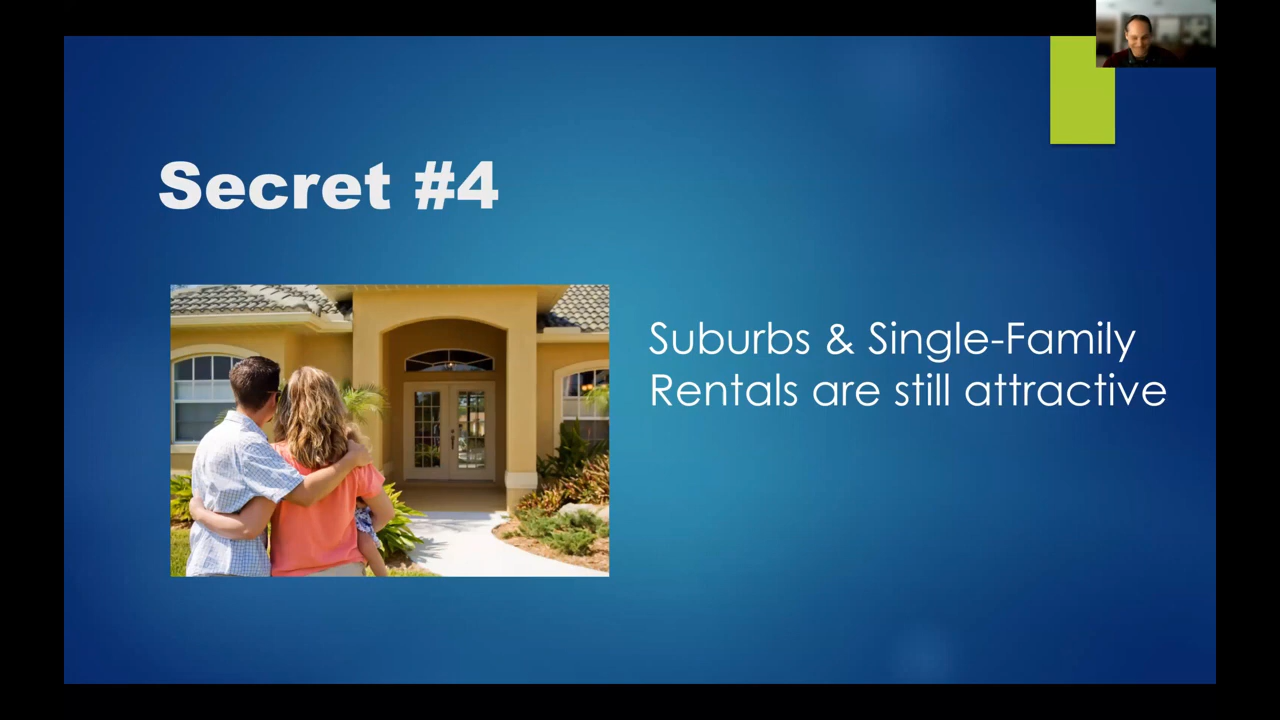 Secret #4
Suburbs & Single-Family
Rentals are still attractive